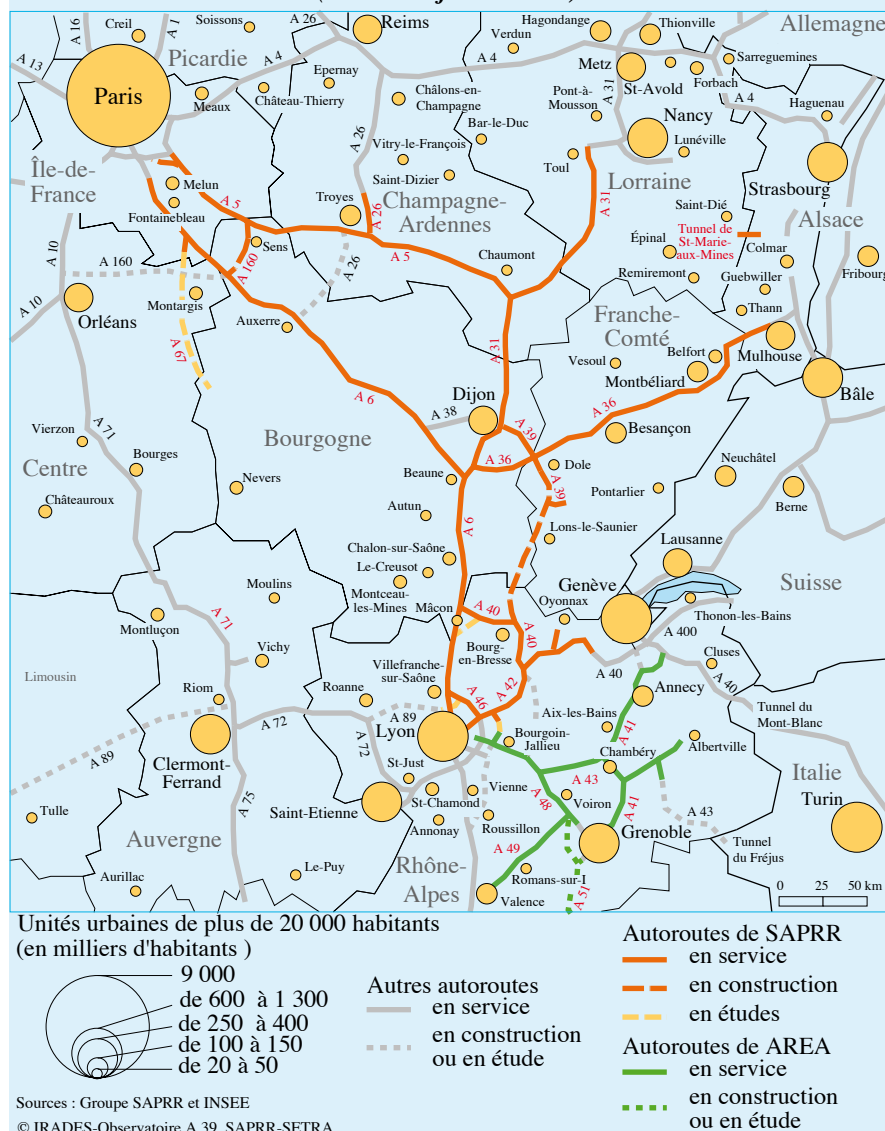 A 16
Creil
A 1
Soissons
A 26
Reims
Hagondange
Verdun
Thionville
Allemagne
A 13
Picardie
A 4
Epernay
A 4
Metz
Sarreguemines
Paris
Meaux
Château-Thierry
Châlons-en-
Champagne
Pont-à-
Mousson
A 31
St-Avold
Forbach
A 4
Haguenau
A 26
Bar-le-Duc
Nancy
Vitry-le-François
Toul
Lunéville
Île-de-
France
Melun
Saint-Dizier
Lorraine
Strasbourg
Fontainebleau
A 5
Troyes
A 26
Champagne-
Ardennes
A 31
Saint-Dié
Alsace
Tunnel de
St-Marie-
aux-Mines
A 10
Sens
A 5
Épinal
Colmar
A 160
A 160
A 26
Chaumont
Remiremont
Guebwiller
Fribourg
A 10
Montargis
Orléans
Auxerre
Franche-
Comté
Thann
A 67
A 31
Vesoul
Belfort
Mulhouse
Montbéliard
A 6
Dijon
Bâle
A 38
A 36
Vierzon
A 71
Bourgogne
A 39
Besançon
Bourges
A 36
Centre
Beaune
Dole
Neuchâtel
Nevers
A 39
Pontarlier
Châteauroux
Autun
Berne
A 6
Lons-le-Saunier
Lausanne
Chalon-sur-Saône
Le-Creusot
Genève
Suisse
Moulins
Montceau-
les-Mines
Oyonnax
Mâcon
A 40
Thonon-les-Bains
Montluçon
A 71
Bourg-
en-Bresse
A 40
A 400
Vichy
Cluses
Limousin
Villefranche-
sur-Saône
A 40
A 40
Riom
Roanne
A 46
A 42
Annecy
Tunnel du
Mont-Blanc
A 72
A 89
Lyon
Aix-les-Bains
A 41
Bourgoin-
Jallieu
Albertville
A 89
Clermont-
Ferrand
A 72
St-Just
Chambéry
A 43
Italie
A 75
St-Chamond
Vienne
A 48
Voiron
A 41
Turin
Tulle
Saint-Etienne
A 43
Annonay
Roussillon
Grenoble
Auvergne
A 49
Tunnel
du Fréjus
Le-Puy
Rhône-
Alpes
Romans-sur-I
Aurillac
Valence
A 51
0 25 50 km
Unités urbaines de plus de 20 000 habitants
(en milliers d'habitants )
9 000
de 600 à 1 300
de 250 à 400
de 100 à 150
de 20 à 50
Autres autoroutes
en service
en construction
ou en étude
Autoroutes de SAPRR
en service
en construction
en études
Autoroutes de AREA
en service
en construction
ou en étude
Sources : Groupe SAPRR et INSEE
© IRADES-Observatoire A 39, SAPRR-SETRA